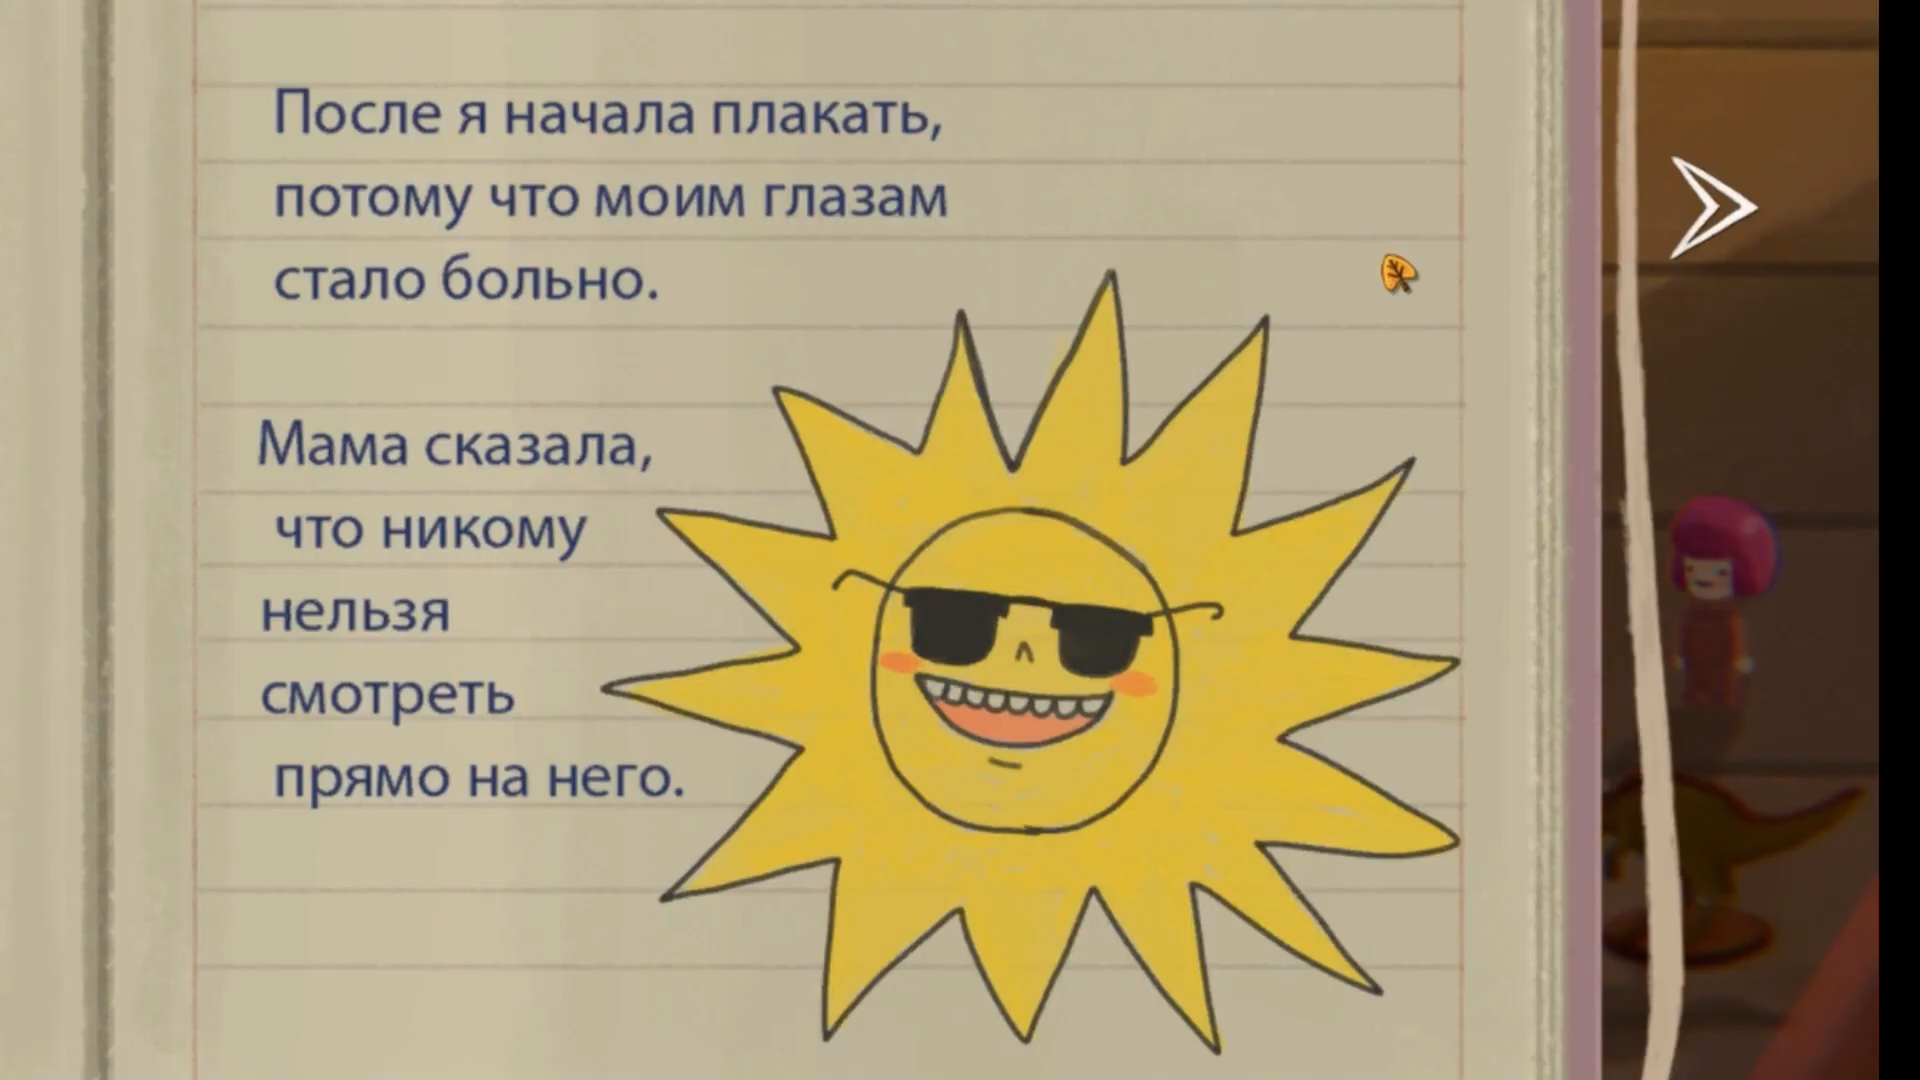 После я начала плакать,
потому что моим глазам
стало больно.
Мама сказала,
что никому
нельзя
смотреть
прямо на него.